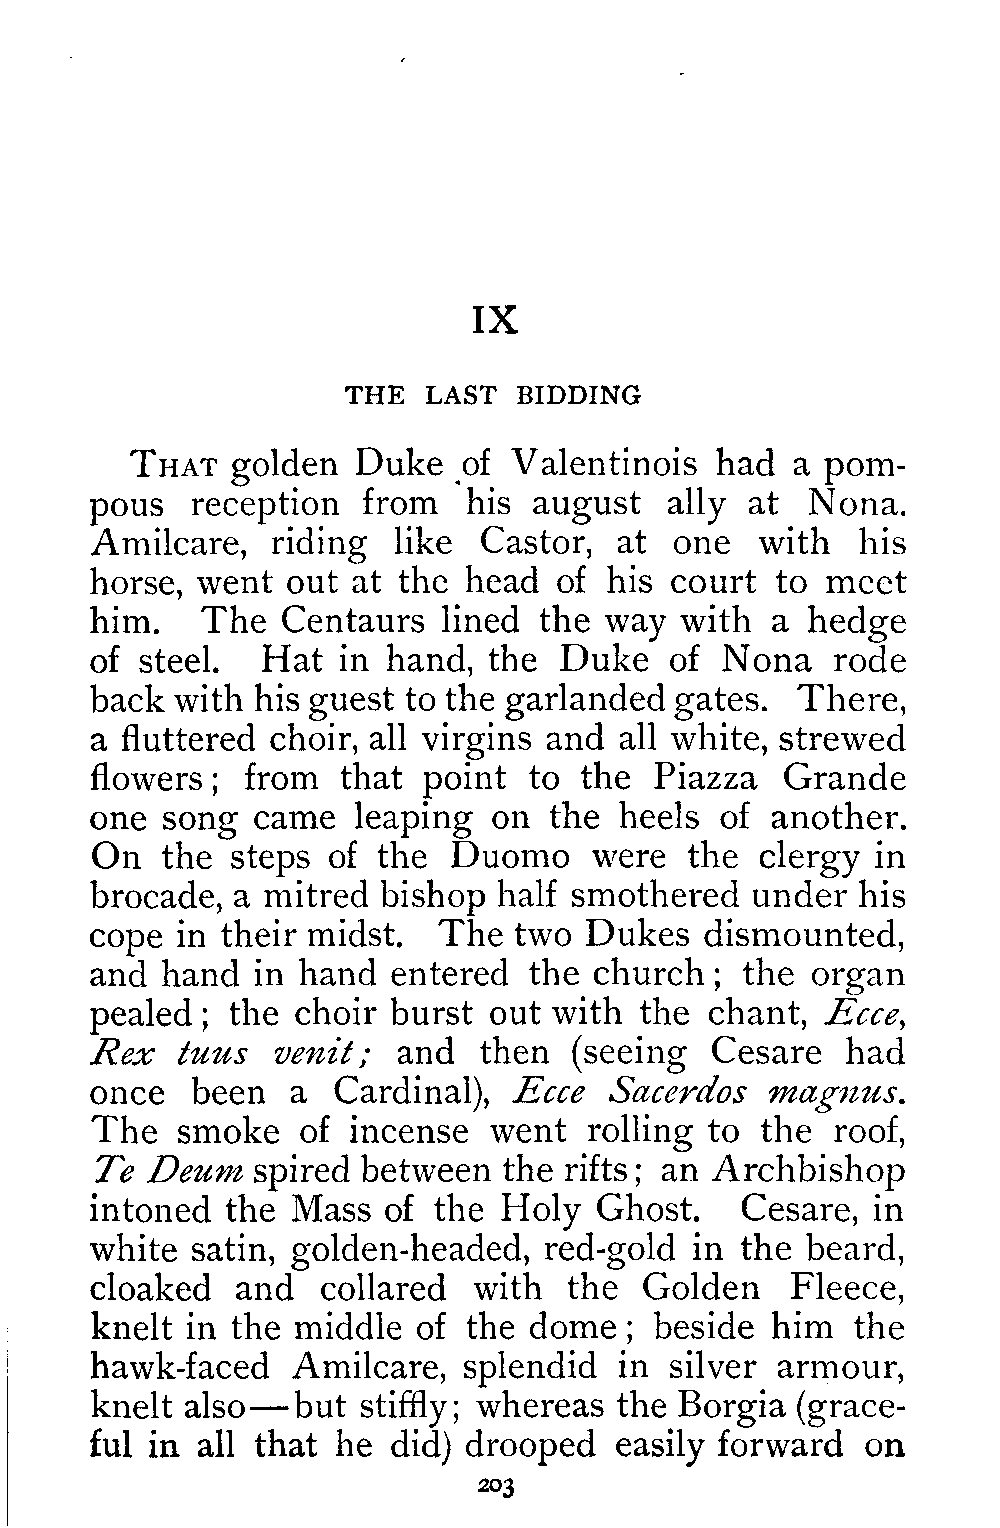 IX
THE LAST BIDDING
THAT golden Duke of Valentinois had a pom-
pous reception from his august ally at Nona.
Amilcare, riding like Castor, at one with his
horse, went out at the head of his court to meet
him. The Centaurs lined the way with a hedge
of steel. Hat in hand, the Duke of Nona rode
back with his guest to the garlanded gates. There,
a fluttered choir, all virgins and all white, strewed
flowers; from that point to the Piazza Grande
one song came leaping on the heels of another.
On the steps of the Duomo were the clergy in
brocade, a mitred bishop half smothered under his
cope in their midst. The two Dukes dismounted,
and hand in hand entered the church; the organ
pealed; the choir burst out with the chant, Ecce,
Rex tuus venit; and then (seeing Cesare had
once been a Cardinal), Ecce Sacerdos magnus.
The smoke of incense went rolling to the roof,
Te Deum spired between the rifts; an Archbishop
intoned the Mass of the Holy Ghost. Cesare, in
white satin, golden-headed, red-gold in the beard,
cloaked and collared with the Golden Fleece,
knelt in the middle of the dome; beside him the
hawk-faced Amilcare, splendid in silver armour,
knelt also—but stiffly; whereas the Borgia (grace-
ful in all that he did) drooped easily forward on
203